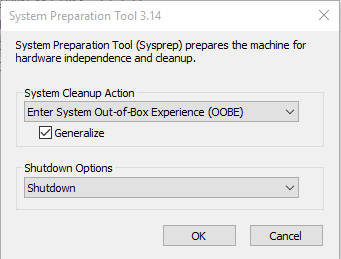 System Preparation Tool 3.14
System Preparation Tool (Sysprep) prepares the machine for
hardware independence and cleanup.
System Cleanup Action
Enter System Out-of-Box Experience (OOBE)
Generalize
Shutdown Options
Shutdown
OK
Cancel